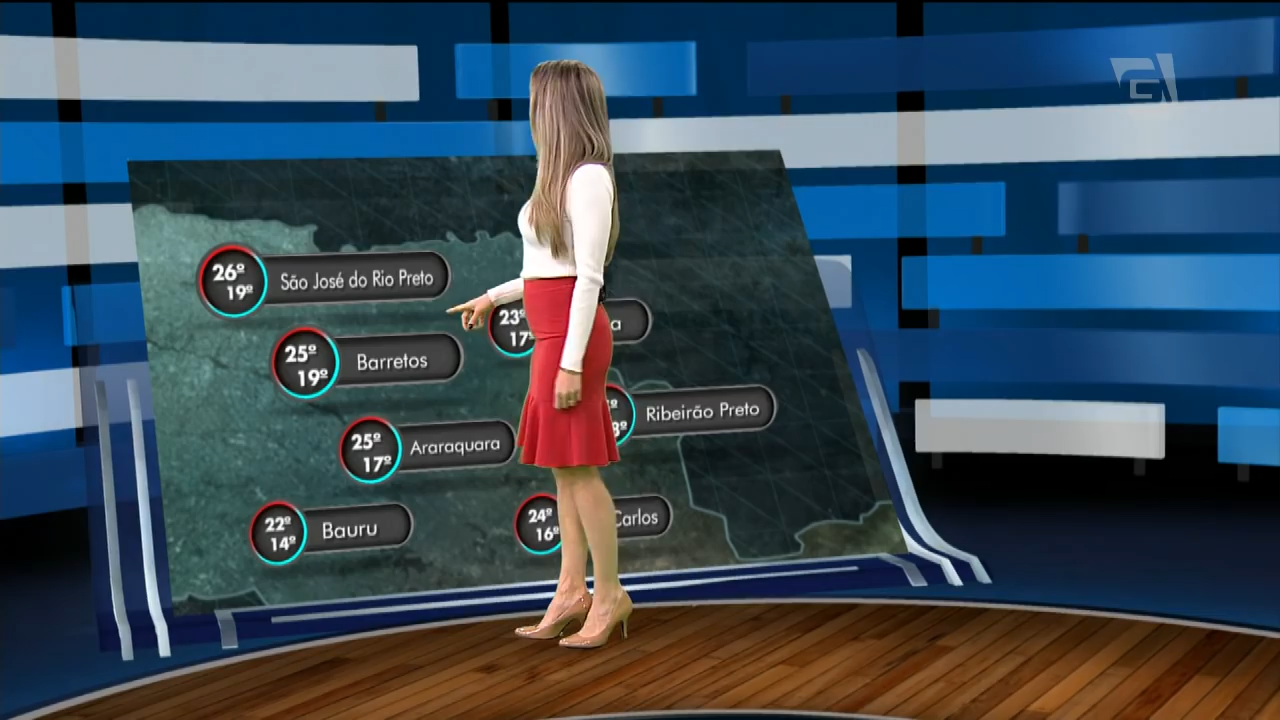 26º
19º
São José do Rio Preto
23º
17º
a
25º
19º
Barretos
Ribeirão Preto
25º
17º
Araraquara
22º
14º
Bauru
24º
16º
Carlos